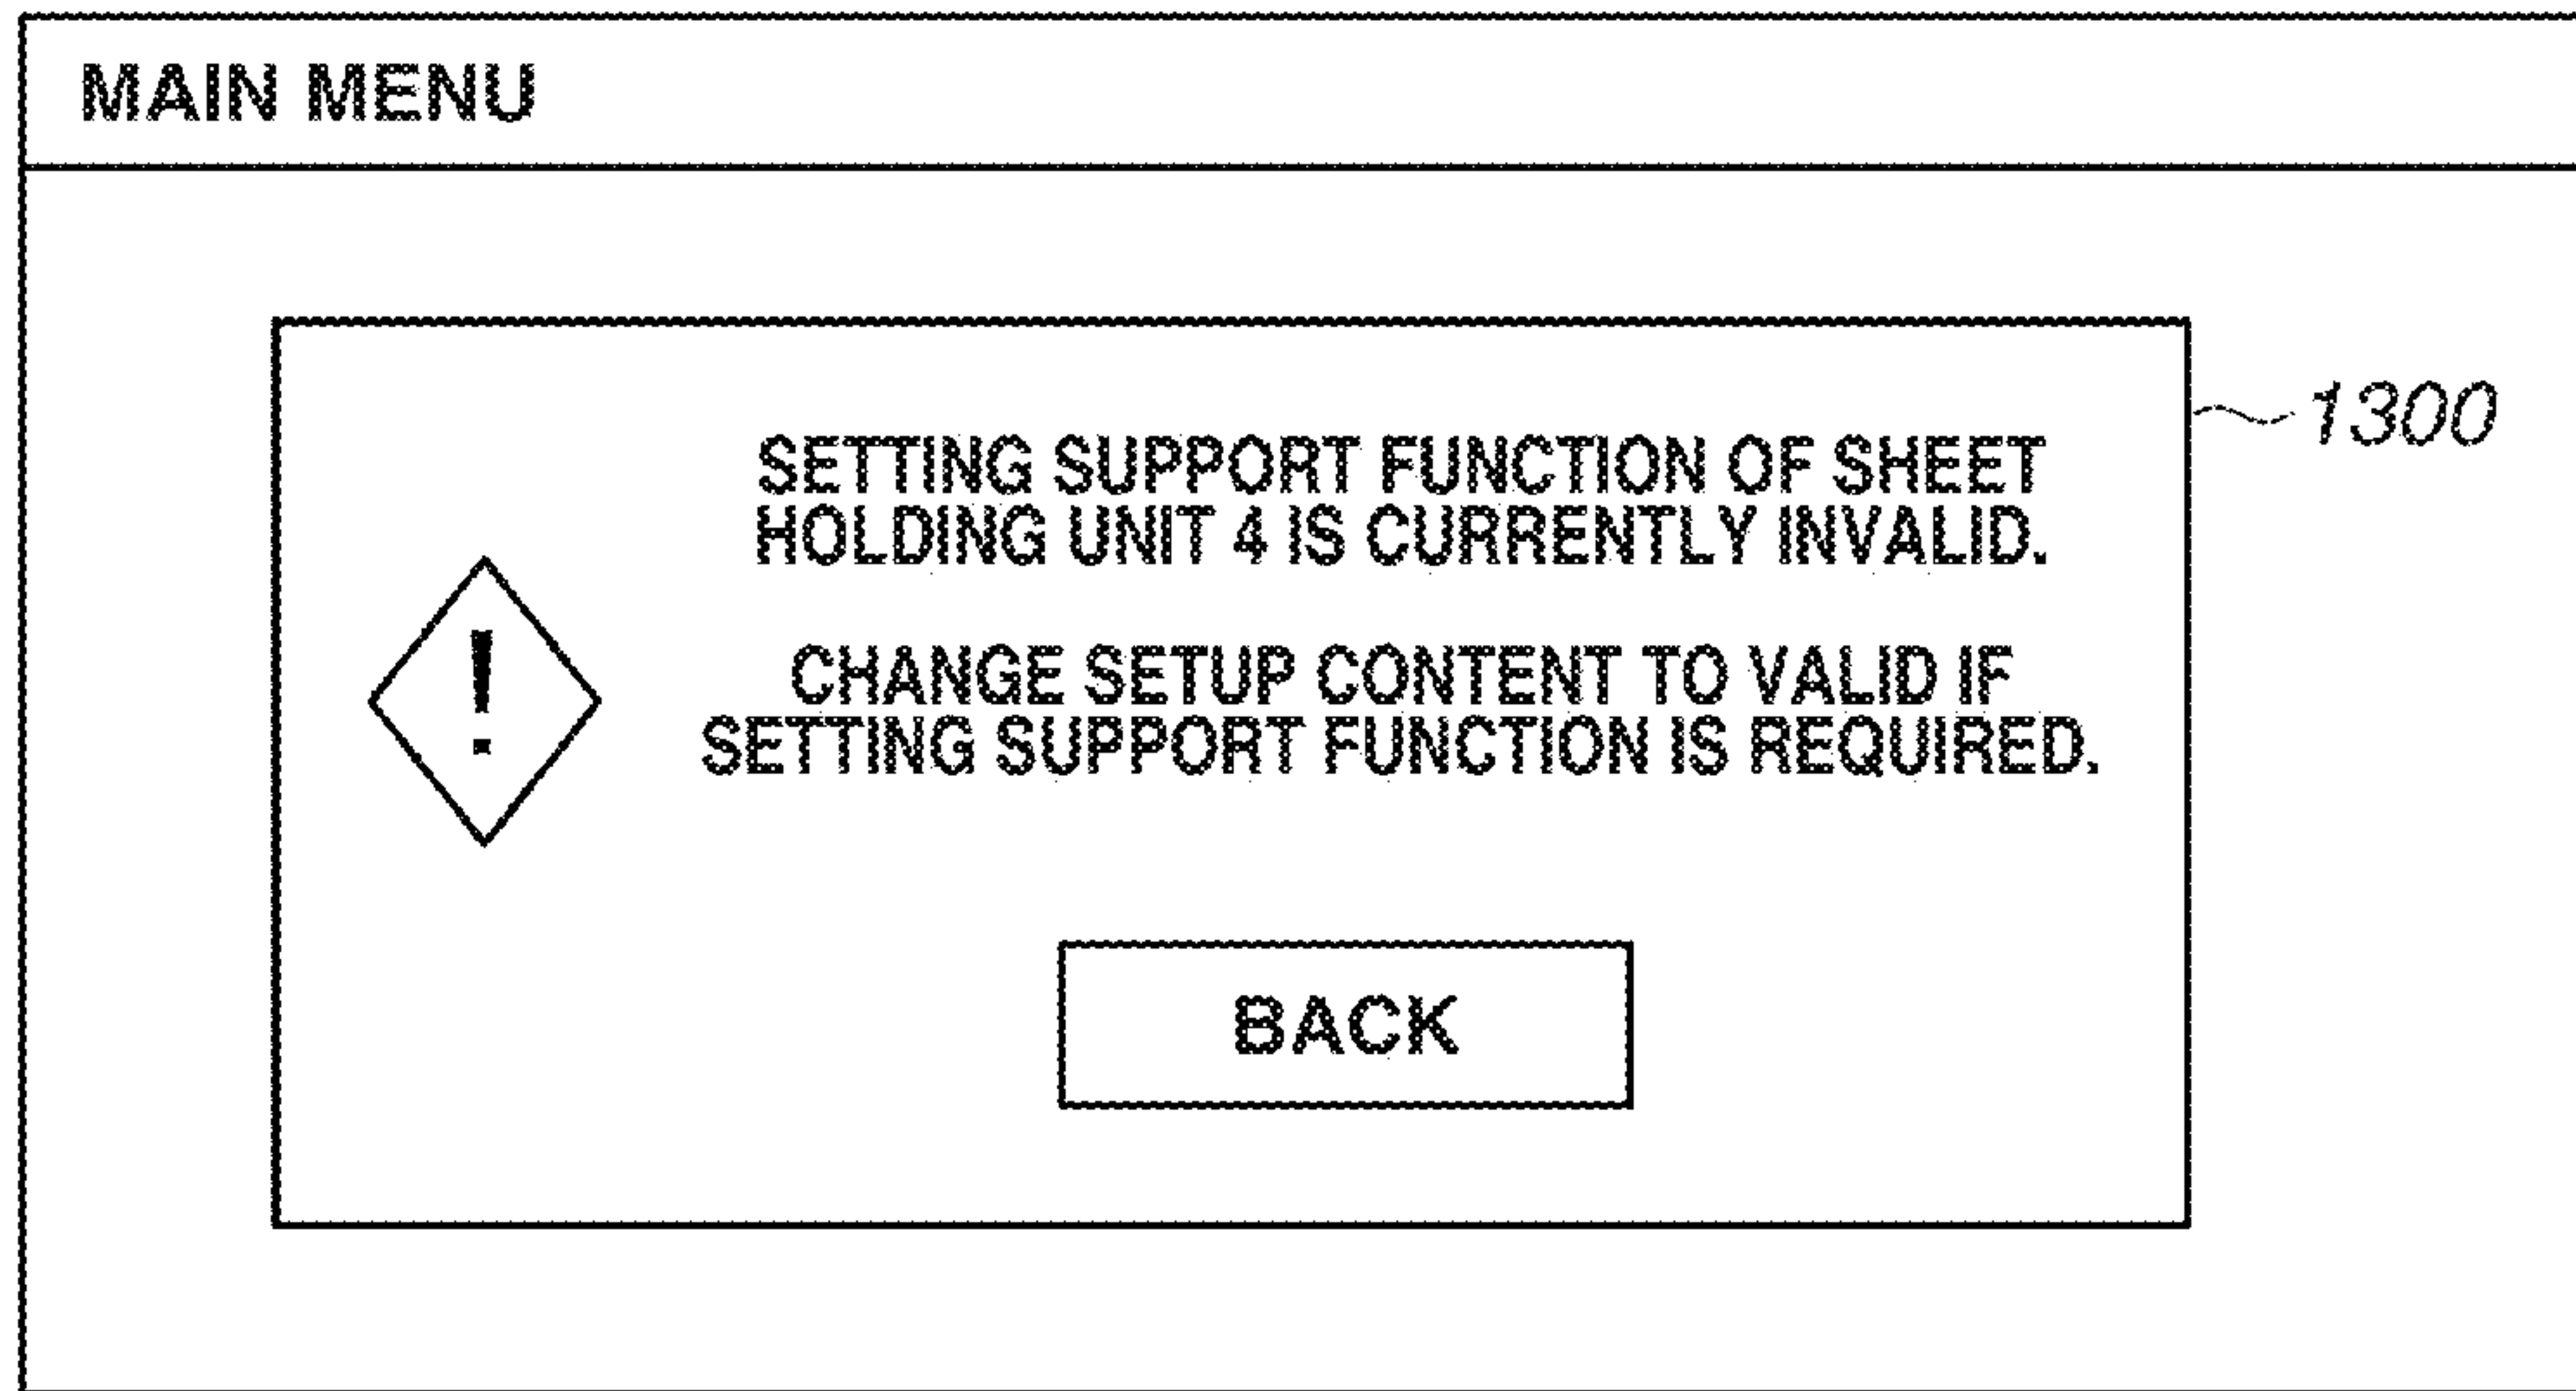 MAIN MENU
1300
SETTING SUPPORT FUNCTION OF SHEET
HOLDING UNIT 4 IS CURRENTLY INVALID.
!
CHANGE SETUP CONTENT TO VALID IF
SETTING SUPPORT FUNCTION IS REQUIRED.
BACK